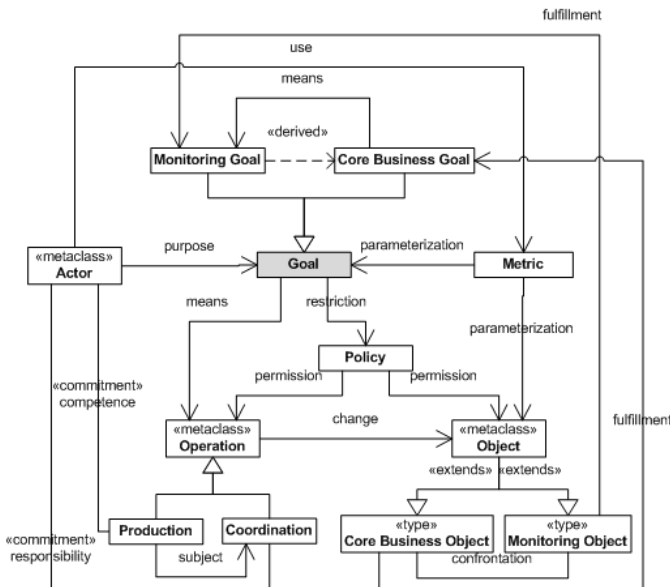 fulfillment
use
means
«derived»
Monitoring Goal
Core Business Goal
«metaclass»
Actor
purpose
Goal
parameterization
Metric
means
restriction
parameterization
Policy
«commitment»
competence
permission
permission
«metaclass»
Operation
change
«metaclass»
Object
fulfillment
«extends»
«extends»
Production
Coordination
«type»
Core Business Object
«type»
Monitoring Object
«commitment»
responsibility
subject
confrontation